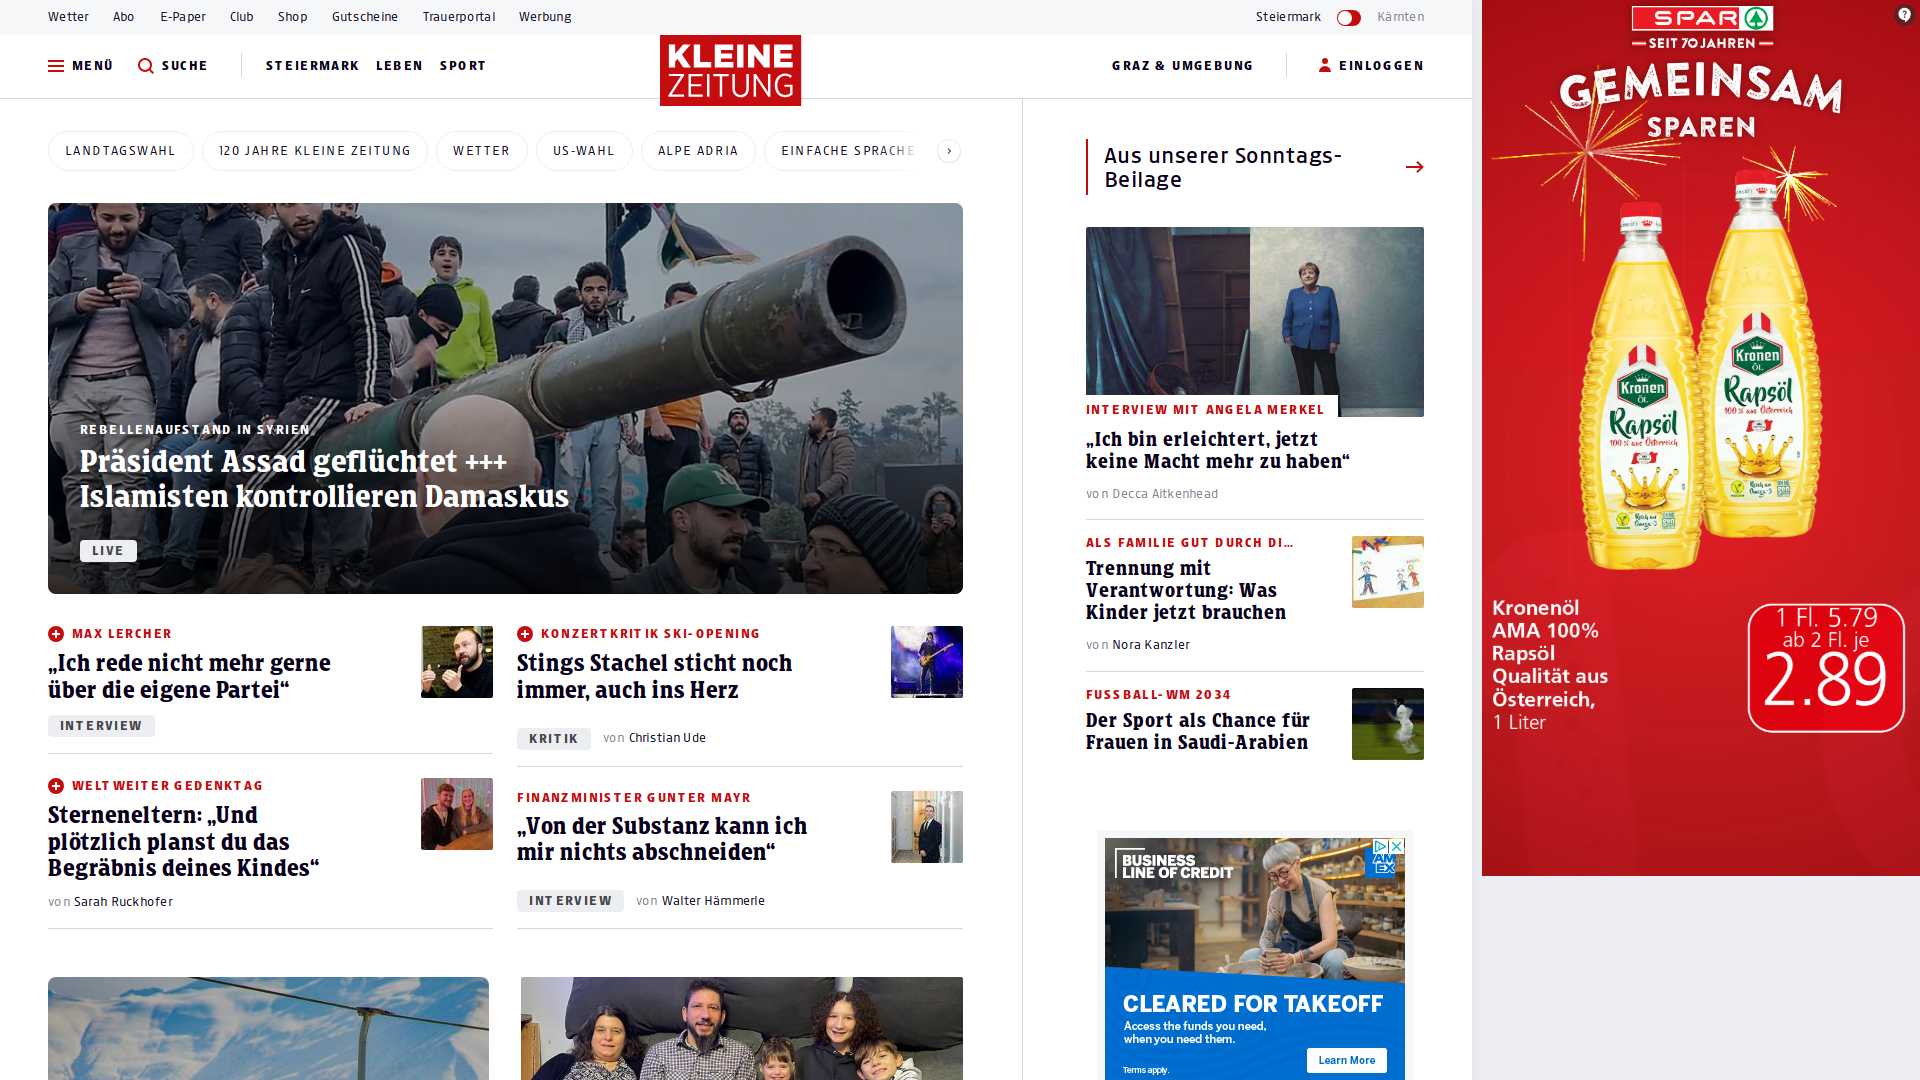 Wetter Abo E-Paper Club Shop Gutscheine Trauerportal Werbung
Steiermark Kärnten
MENÜ SUCHE STEIERMARK LEBEN SPORT
KLEINE
ZEITUNG
GRAZ & UMGEBUNG EINLOGGEN
LANDTAGSWAHL 120 JAHRE KLEINE ZEITUNG WETTER US-WAHL ALPE ADRIA EINFACHE SPRACHE
REBELLENAUFSTAND IN SYRIEN
Präsident Assad geflüchtet +++
Islamisten kontrollieren Damaskus
LIVE
MAX LERCHER
„Ich rede nicht mehr gerne
über die eigene Partei“
INTERVIEW
KONZERTKRITIK SKI-OPENING
Stings Stachel sticht noch
immer, auch ins Herz
KRITIK von Christian Ude
WELTWEITER GEDENKTAG
Sterneneltern: „Und
plötzlich planst du das
Begräbnis deines Kindes“
von Sarah Ruckhofer
FINANZMINISTER GUNTER MAYR
„Von der Substanz kann ich
mir nichts abschneiden“
INTERVIEW von Walter Hämmerle
Aus unserer Sonntags-
Beilage
INTERVIEW MIT ANGELA MERKEL
„Ich bin erleichtert, jetzt
keine Macht mehr zu haben“
von Decca Aitkenhead
ALS FAMILIE GUT DURCH DI...
Trennung mit
Verantwortung: Was
Kinder jetzt brauchen
von Nora Kanzler
FUSSBALL-WM 2034
Der Sport als Chance für
Frauen in Saudi-Arabien
BUSINESS
LINE OF CREDIT
AM
EX
CLEARED FOR TAKEOFF
Access the funds you need,
when you need them.
Learn More
Terms apply.
SPAR
SEIT 70 JAHREN
GEMEINSAM
SPAREN
Kronen
ÖL
Rapsöl
100 % aus Österreich
Kronen
ÖL
Rapsöl
100 % aus Österreich
Kronenöl
AMA 100%
Rapsöl
Qualität aus
Österreich,
1 Liter
1 Fl. 5.79
ab 2 Fl. je
2.89